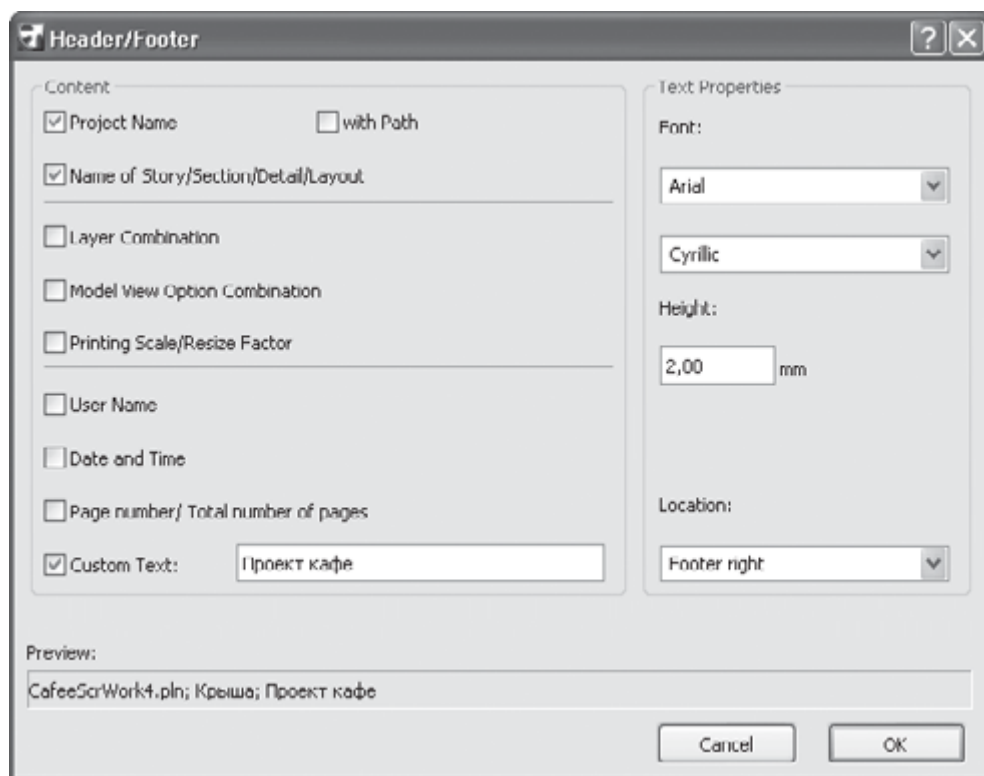 Header/Footer
Content
Project Name
with Path
Name of Story/Section/Detail/Layout
Layer Combination
Model View Option Combination
Printing Scale/Resize Factor
User Name
Date and Time
Page number/ Total number of pages
Custom Text:
Проект кафе
Text Properties
Font:
Arial
Cyrillic
Height:
2,00 mm
Location:
Footer right
Preview:
CafeeScrWork4.pln; Крыша; Проект кафе
Cancel
OK